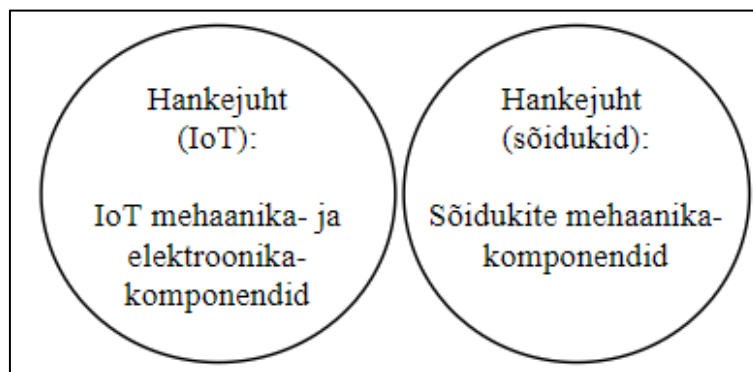 Hankejuht
(IoT):
IoT mehaanika- ja
elektroonika-
komponendid
Hankejuht
(sõidukid):
Sõidukite mehaanika-
komponendid